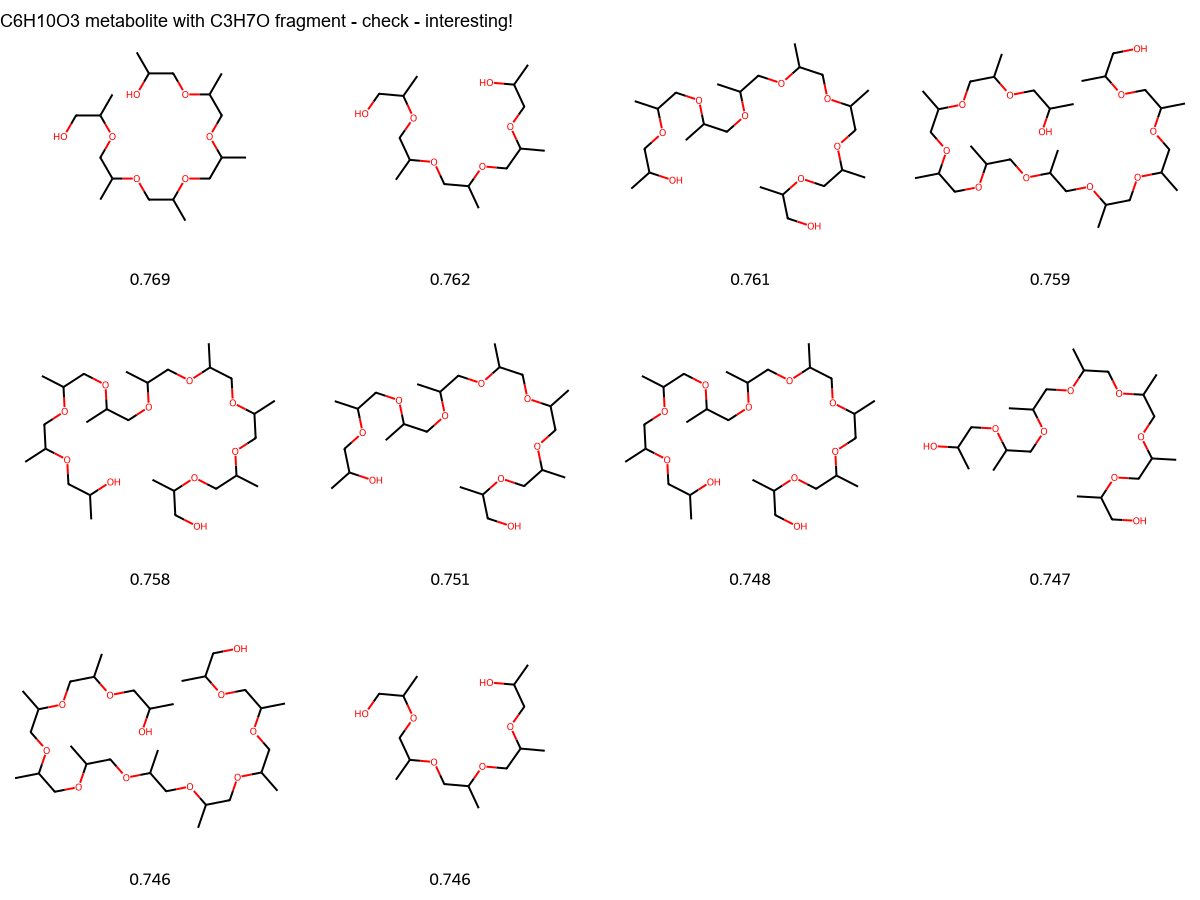 C6H10O3 metabolite with C3H7O fragment - check - interesting!
HO O O HO O O O
HO O O O O HO
O O O O O O O OH OH
OH O O O O OH O O O O O
0.769 0.762 0.761 0.759
O O O O O O O OH O OH
O O O O O O OH O OH
O O O O O O O OH O OH
O O O O O HO O OH
0.758 0.751 0.748 0.747
OH O O O O OH O O O O O
HO O O O O HO
0.746 0.746